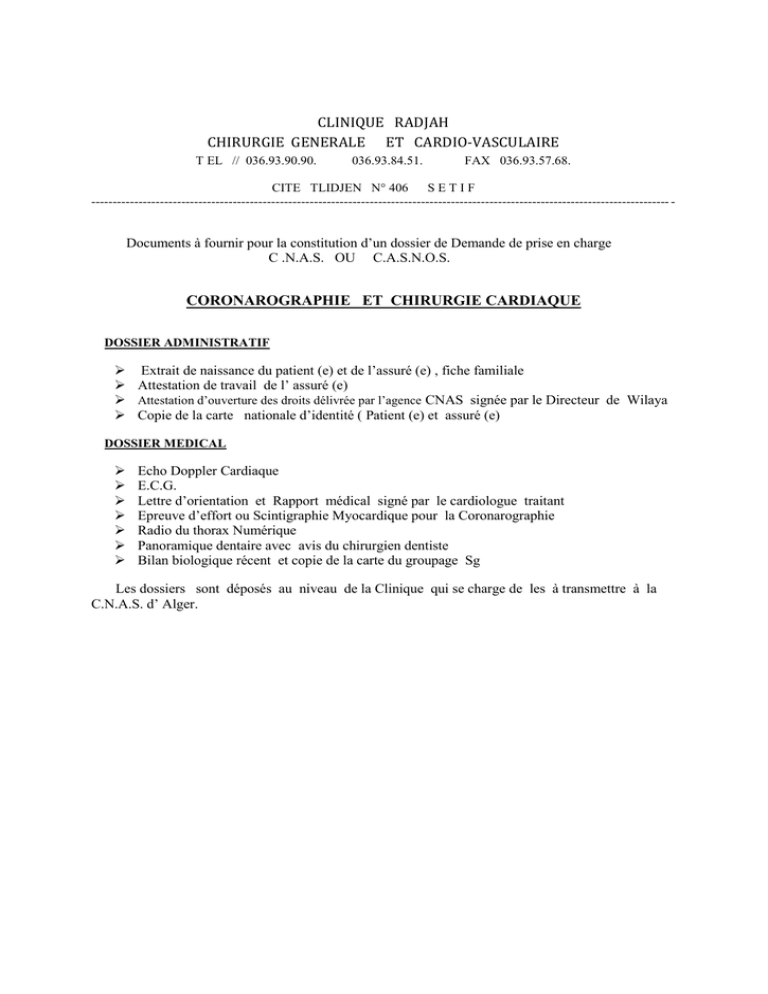 CLINIQUE RADJAH
CHIRURGIE GENERALE ET CARDIO-VASCULAIRE
T EL // 036.93.90.90. 036.93.84.51. FAX 036.93.57.68.
CITE TLIDJEN N° 406 S E T I F
Documents à fournir pour la constitution d’un dossier de Demande de prise en charge
C .N.A.S. OU C.A.S.N.O.S.
CORONAROGRAPHIE ET CHIRURGIE CARDIAQUE
DOSSIER ADMINISTRATIF
➢ Extrait de naissance du patient (e) et de l’assuré (e) , fiche familiale
➢ Attestation de travail de l’ assuré (e)
➢ Attestation d’ouverture des droits délivrée par l’agence CNAS signée par le Directeur de Wilaya
➢ Copie de la carte nationale d’identité ( Patient (e) et assuré (e)
DOSSIER MEDICAL
➢ Echo Doppler Cardiaque
➢ E.C.G.
➢ Lettre d’orientation et Rapport médical signé par le cardiologue traitant
➢ Epreuve d’effort ou Scintigraphie Myocardique pour la Coronarographie
➢ Radio du thorax Numérique
➢ Panoramique dentaire avec avis du chirurgien dentiste
➢ Bilan biologique récent et copie de la carte du groupage Sg
Les dossiers sont déposés au niveau de la Clinique qui se charge de les à transmettre à la
C.N.A.S. d’ Alger.